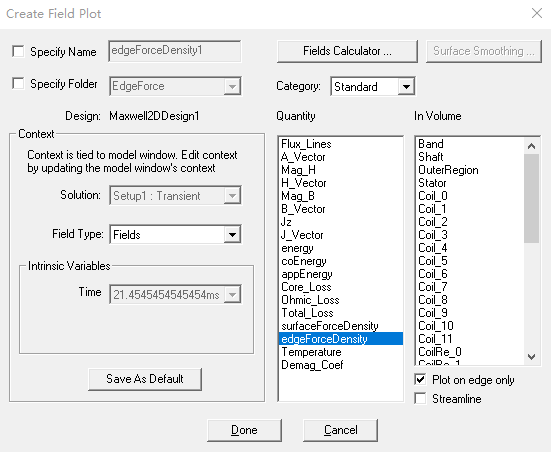 Create Field Plot
Specify Name
edgeForceDensity1
Fields Calculator ...
Surface Smoothing ...
Specify Folder
EdgeForce
Category:
Standard
Design:
Maxwell2DDesign1
Quantity
In Volume
Context
Context is tied to model window. Edit context
by updating the model window's context
Solution:
Setup1 : Transient
Field Type:
Fields
Intrinsic Variables
Time
21.4545454545454ms
Save As Default
Flux_Lines
A_Vector
Mag_H
H_Vector
Mag_B
B_Vector
Jz
J_Vector
energy
coEnergy
appEnergy
Core_Loss
Ohmic_Loss
Total_Loss
surfaceForceDensity
edgeForceDensity
Temperature
Demag_Coef
Band
Shaft
OuterRegion
Stator
Coil_0
Coil_1
Coil_2
Coil_3
Coil_4
Coil_5
Coil_6
Coil_7
Coil_8
Coil_9
Coil_10
Coil_11
CoilRe_0
CoilRe_1
Plot on edge only
Streamline
Done
Cancel